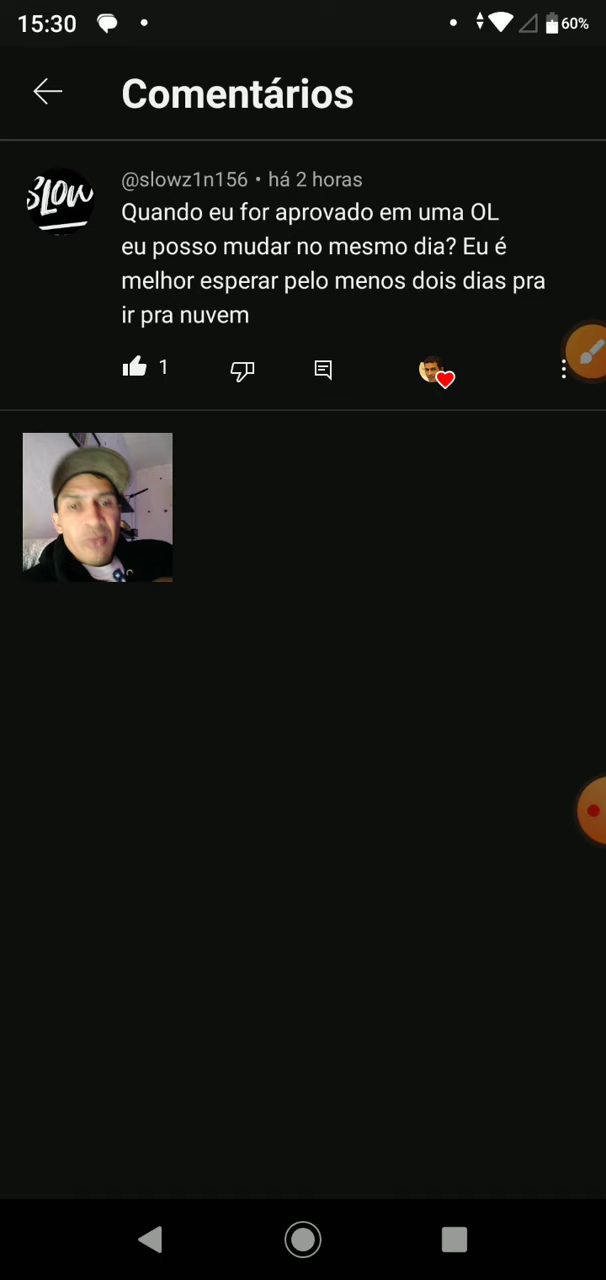 15:30
60%
Comentários
SLOW
@slowz1n156 • há 2 horas
Quando eu for aprovado em uma OL
eu posso mudar no mesmo dia? Eu é
melhor esperar pelo menos dois dias pra
ir pra nuvem
1